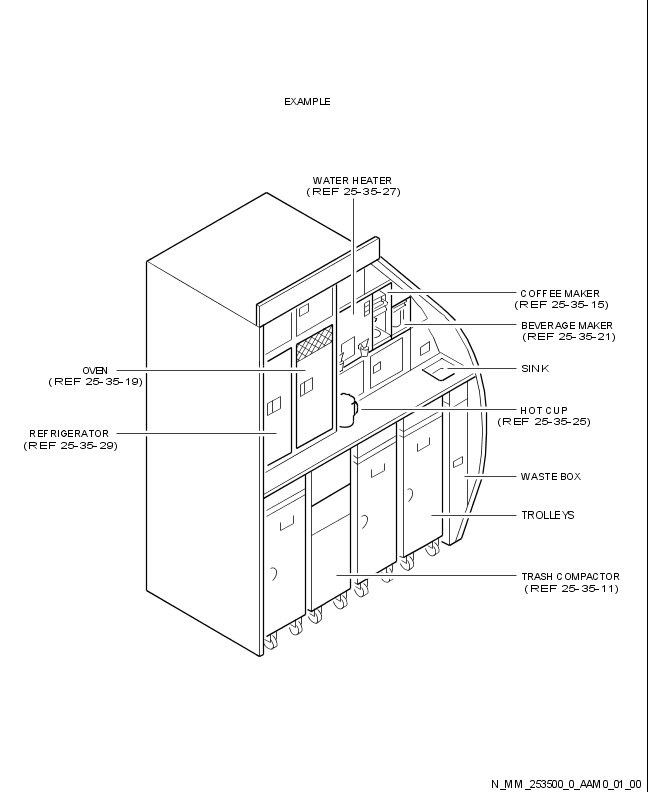 EXAMPLE
WATER HEATER
(REF 25-35-27)
COFFEE MAKER
(REF 25-35-15)
BEVERAGE MAKER
(REF 25-35-21)
SINK
OVEN
(REF 25-35-19)
HOT CUP
(REF 25-35-25)
REFRIGERATOR
(REF 25-35-29)
WASTE BOX
TROLLEYS
TRASH COMPACTOR
(REF 25-35-11)
N_MM_253500_0_AAM0_01_00